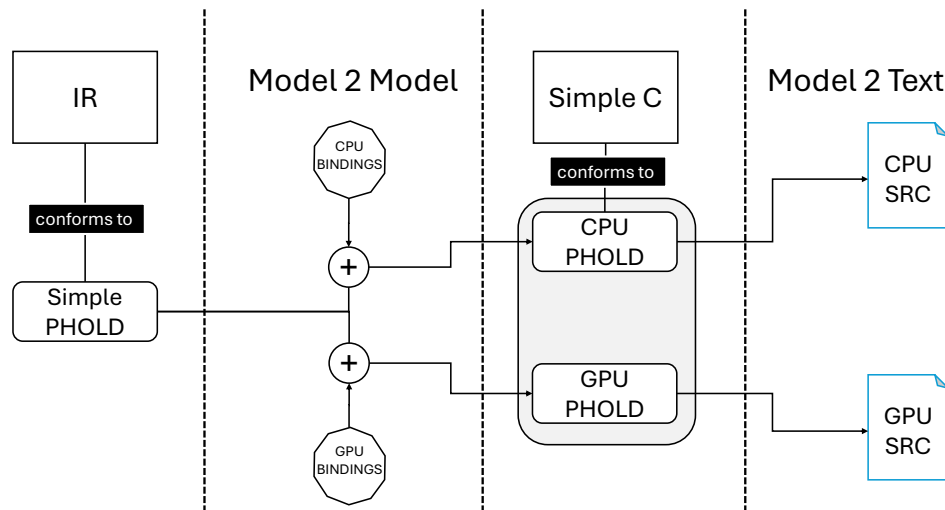 IR
conforms to
Simple
PHOLD
Model 2 Model
CPU
BINDINGS
+
+
GPU
BINDINGS
Simple C
conforms to
CPU
PHOLD
GPU
PHOLD
Model 2 Text
CPU
SRC
GPU
SRC